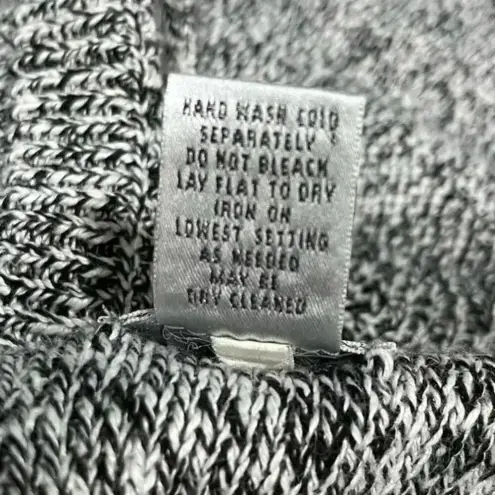 HAND WASH COLD
SEPARATELY
DO NOT BLEACH
LAY FLAT TO DRY
IRON ON
LOWEST SETTING
AS NEEDED
MAY BE
DRY CLEANED